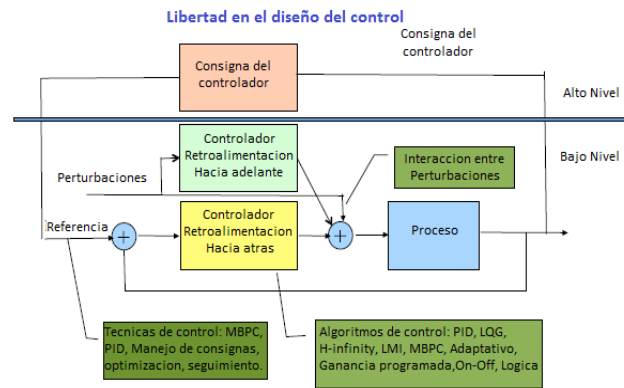 Libertad en el diseño del control
Consigna del
controlador
Consigna del
controlador
Alto Nivel
Controlador
Retroalimentacion
Hacia adelante
Interaccion entre
Perturbaciones
Bajo Nivel
Perturbaciones
Referencia
+
Controlador
Retroalimentacion
Hacia atras
+
Proceso
Tecnicas de control: MBPC,
PID, Manejo de consignas,
optimizacion, seguimiento.
Algoritmos de control: PID, LQG,
H-infinity, LMI, MBPC, Adaptativo,
Ganancia programada,On-Off, Logica